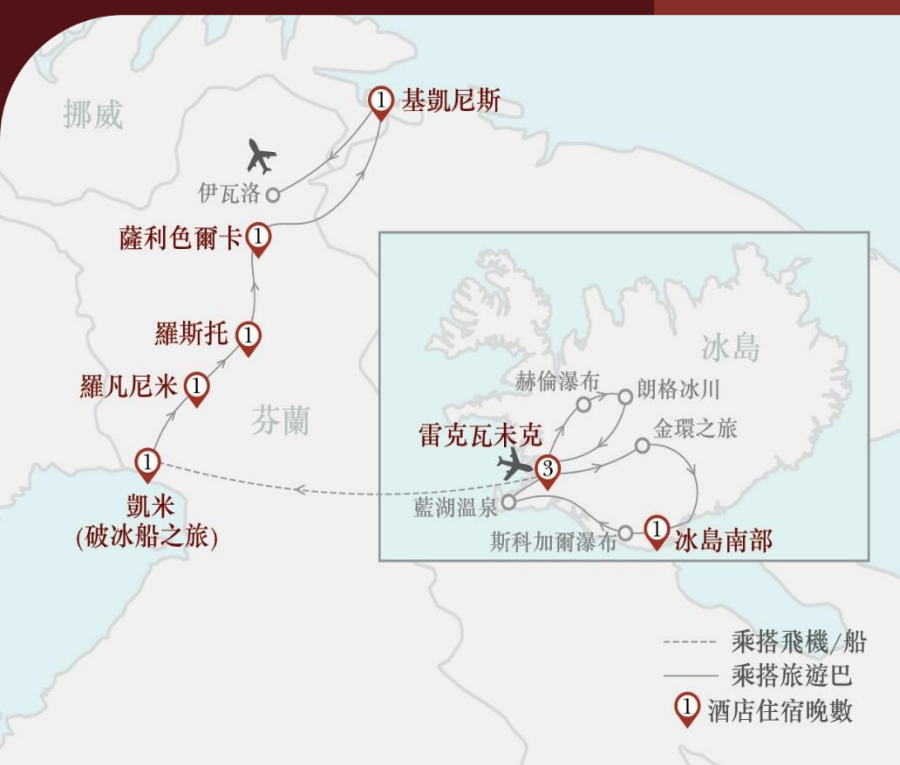 挪威
1 基凱尼斯
伊瓦洛
薩利色爾卡 1
羅斯托 1
羅凡尼米 1
芬蘭
1
凱米
(破冰船之旅)
冰島
赫倫瀑布
朗格冰川
金環之旅
雷克瓦未克
3
藍湖溫泉
斯科加爾瀑布
1 冰島南部
乘搭飛機/船
乘搭旅遊巴
1 酒店住宿晚數